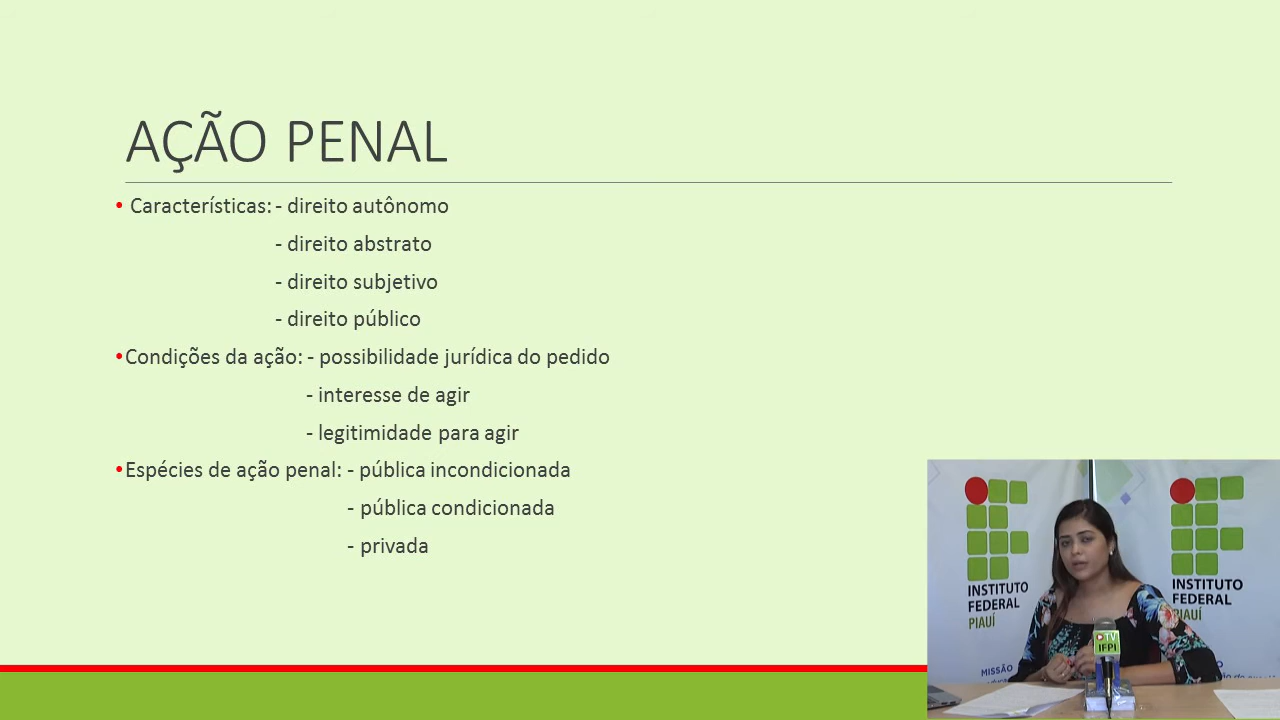 AÇÃO PENAL
• Características: - direito autônomo
- direito abstrato
- direito subjetivo
- direito público
•Condições da ação: - possibilidade jurídica do pedido
- interesse de agir
- legitimidade para agir
•Espécies de ação penal: - pública incondicionada
- pública condicionada
- privada
INSTITUTO
FEDERAL
PIAUÍ
MISSÃO
INSTITUTO
FEDERAL
PIAUÍ
TV
IFPI